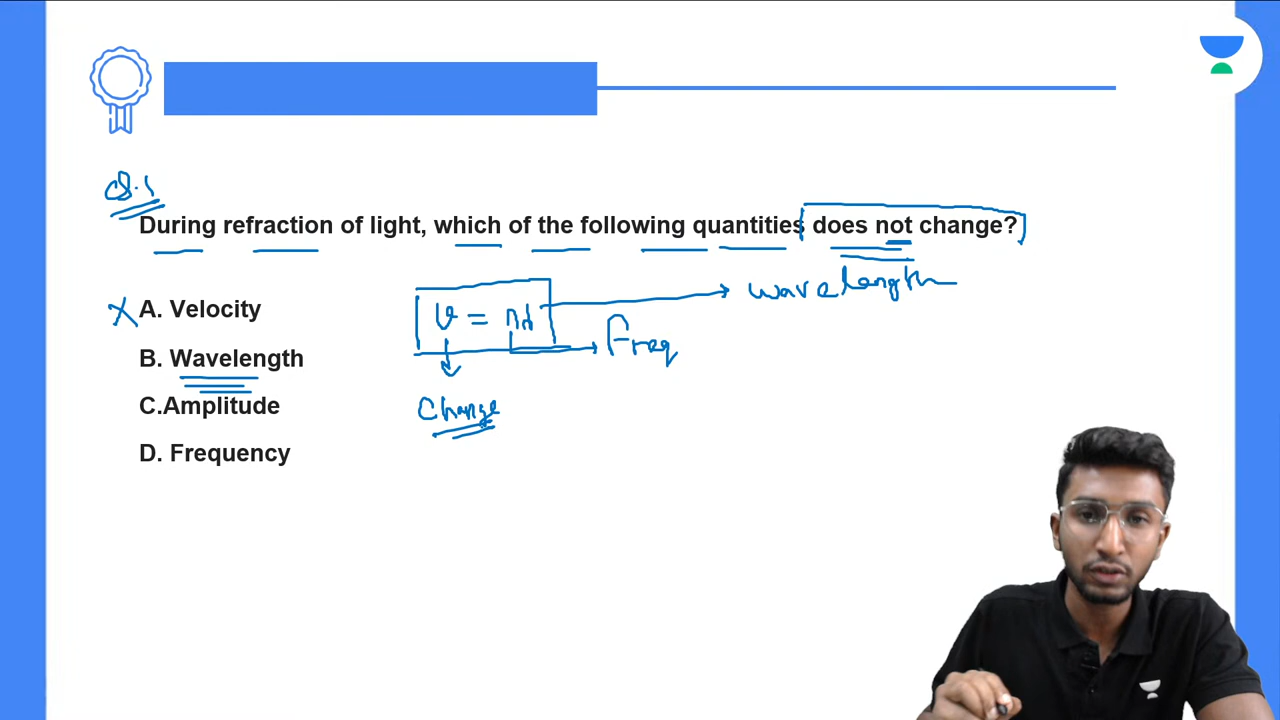 Q.1
During refraction of light, which of the following quantities does not change?
A. Velocity
B. Wavelength
C.Amplitude
D. Frequency
v = nλ
wavelength
Freq
Change